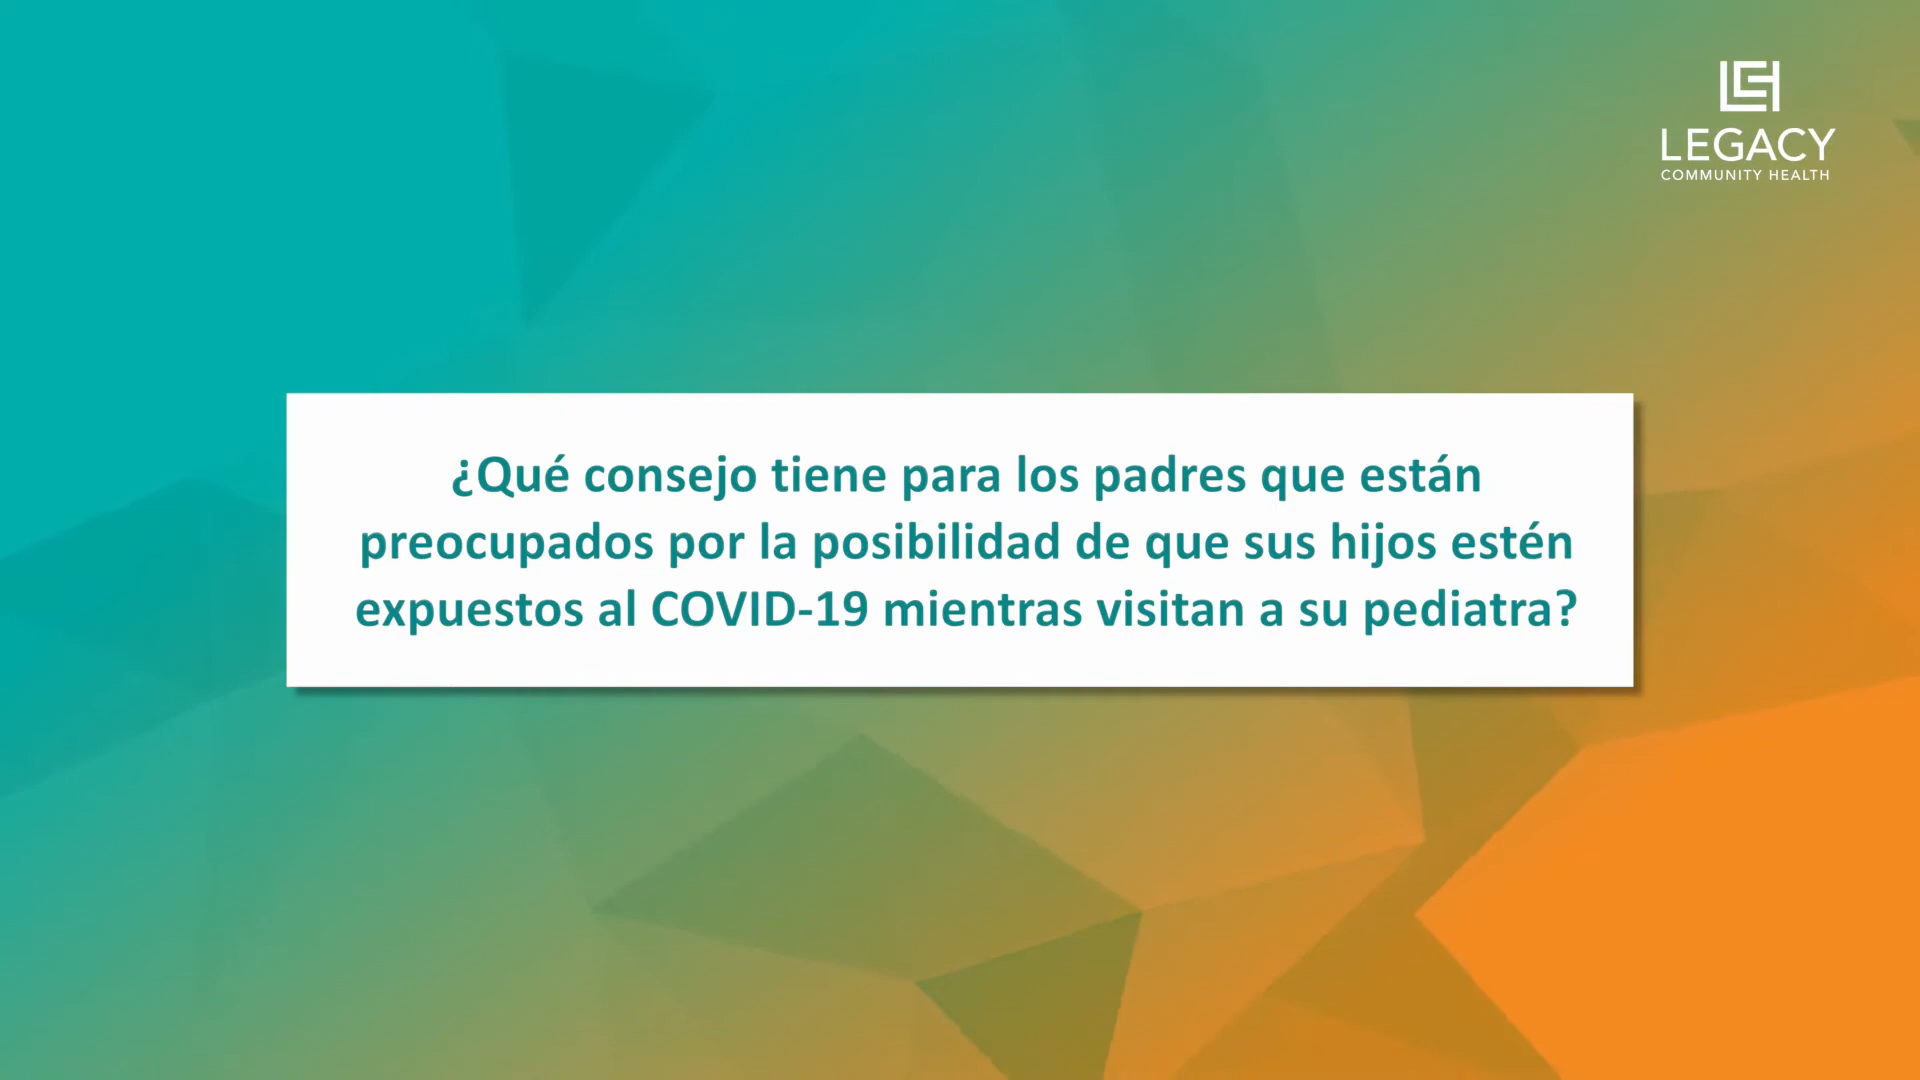 LEGACY
COMMUNITY HEALTH
¿Qué consejo tiene para los padres que están
preocupados por la posibilidad de que sus hijos estén
expuestos al COVID-19 mientras visitan a su pediatra?